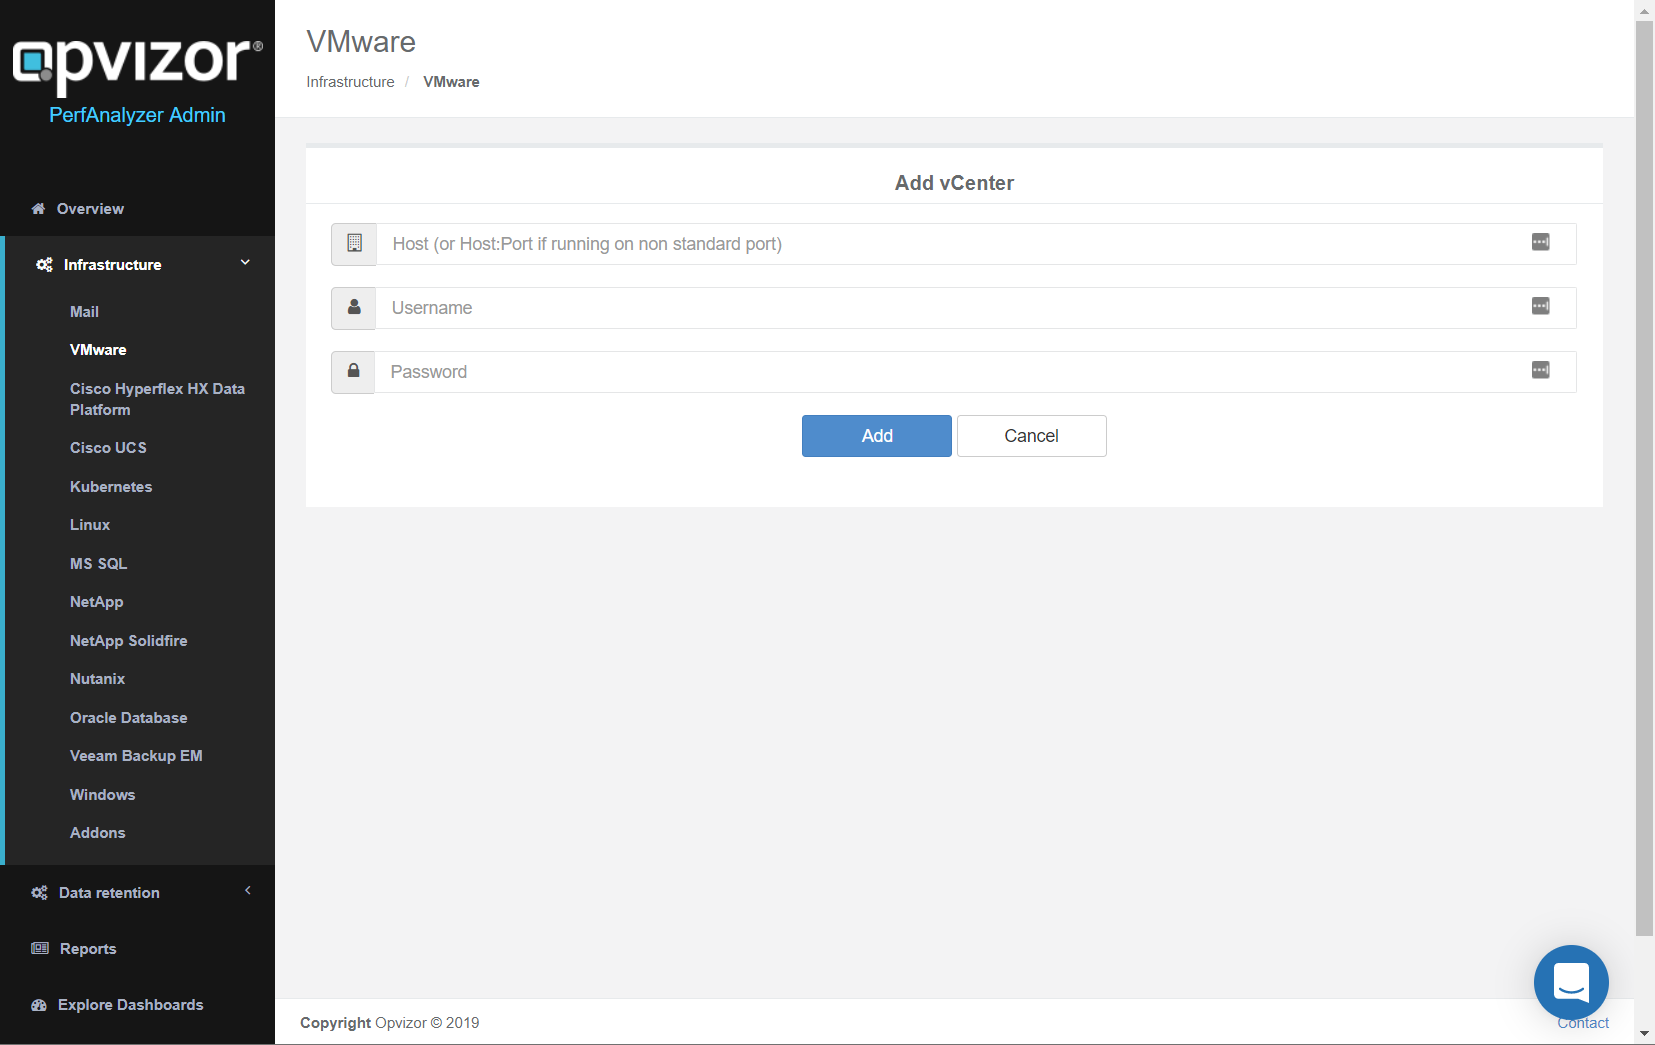 opvizor®
PerfAnalyzer Admin
Overview
Infrastructure
Mail
VMware
Cisco Hyperflex HX Data
Platform
Cisco UCS
Kubernetes
Linux
MS SQL
NetApp
NetApp Solidfire
Nutanix
Oracle Database
Veeam Backup EM
Windows
Addons
Data retention
Reports
Explore Dashboards
VMware
Infrastructure / VMware
Add vCenter
Host (or Host:Port if running on non standard port)
Username
Password
Add Cancel
Copyright Opvizor © 2019
Contact